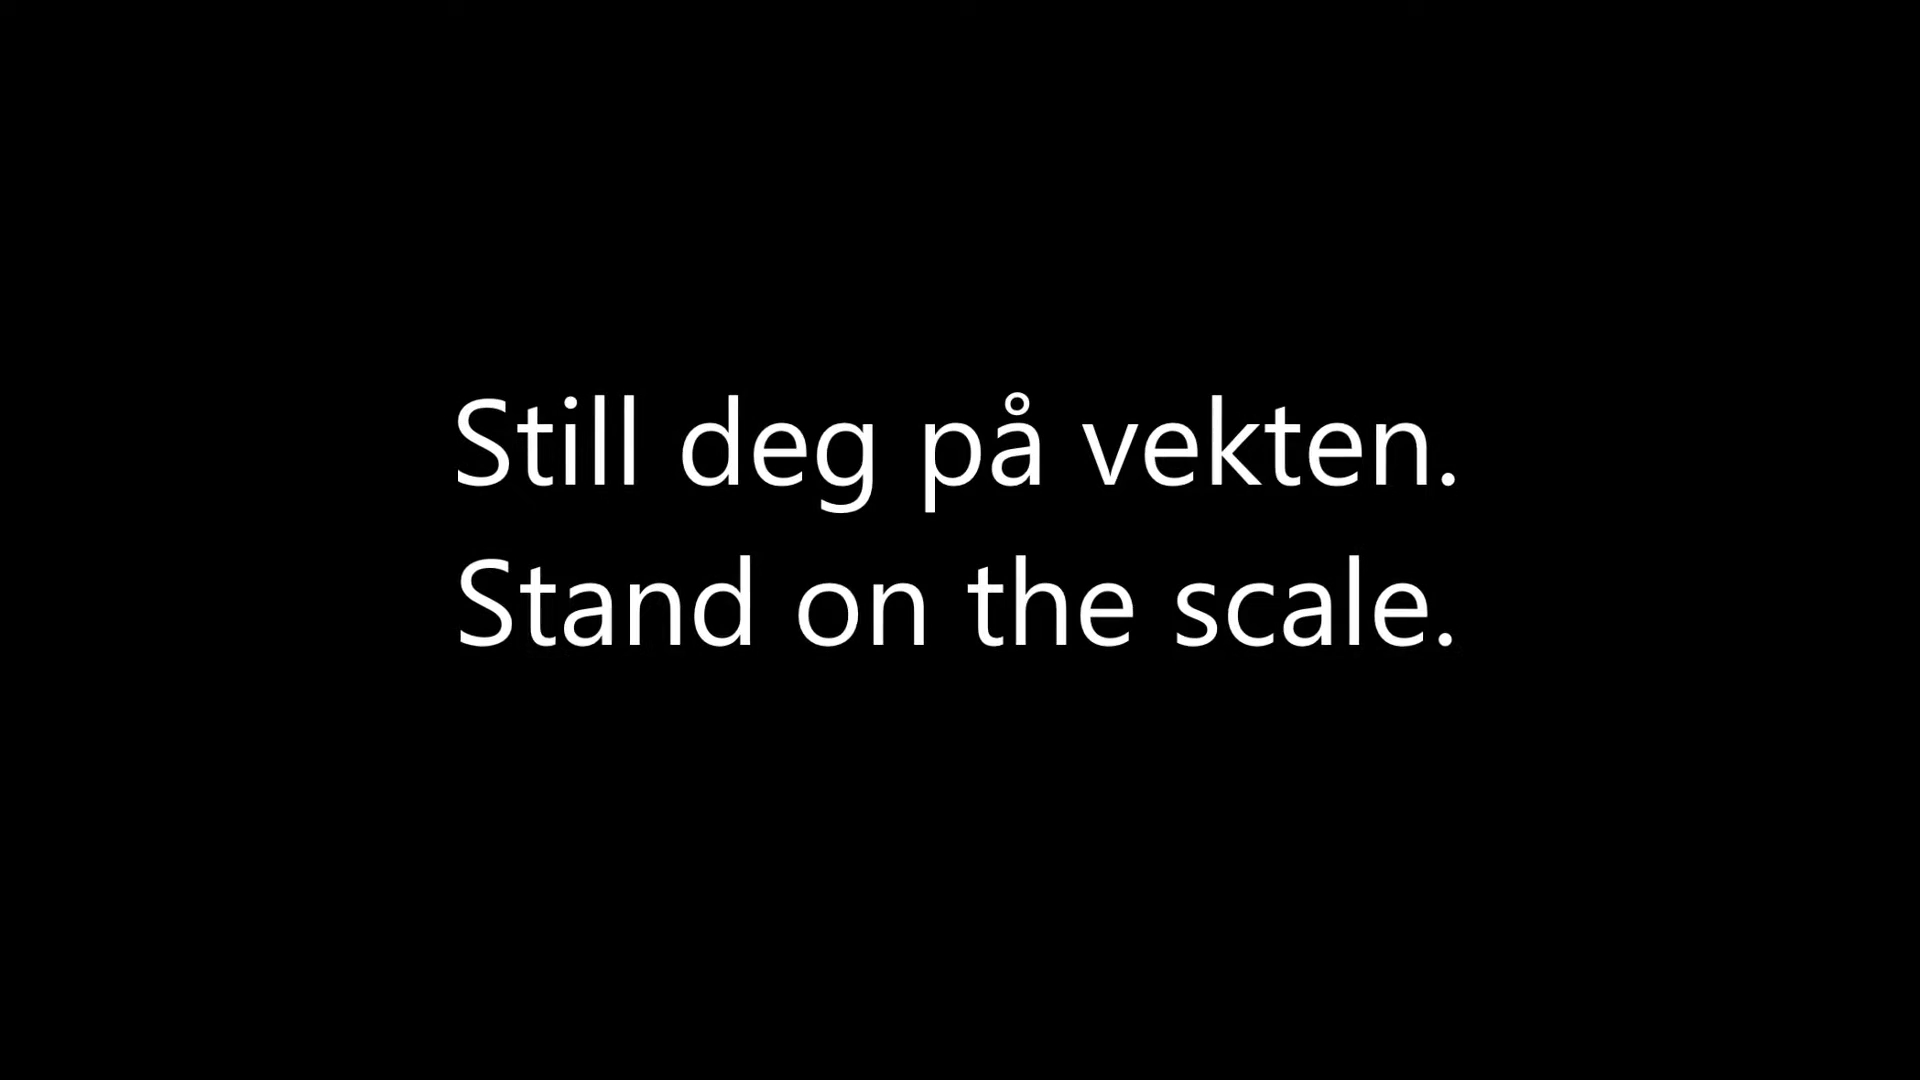 Still deg på vekten.
Stand on the scale.